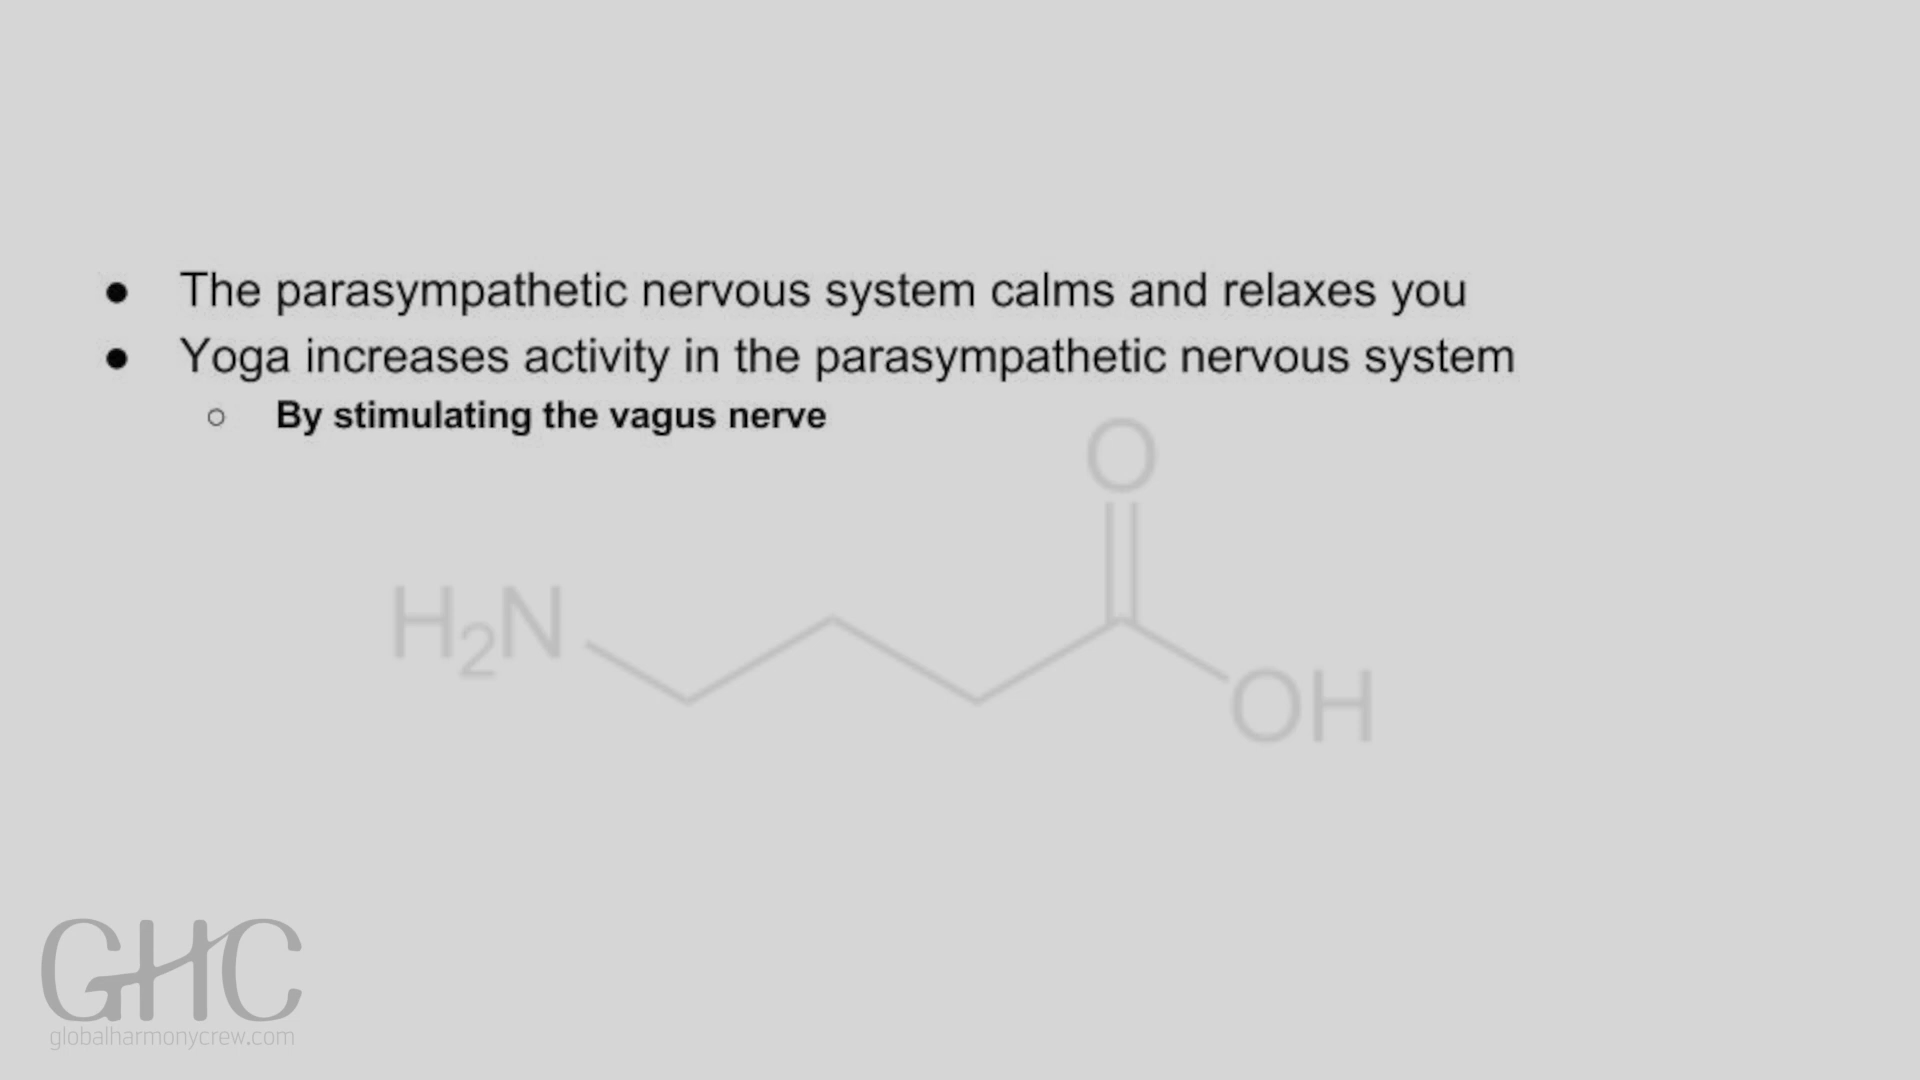 ● The parasympathetic nervous system calms and relaxes you
● Yoga increases activity in the parasympathetic nervous system
○ By stimulating the vagus nerve
O
H₂N
OH
GHC
globalharmonycrew.com